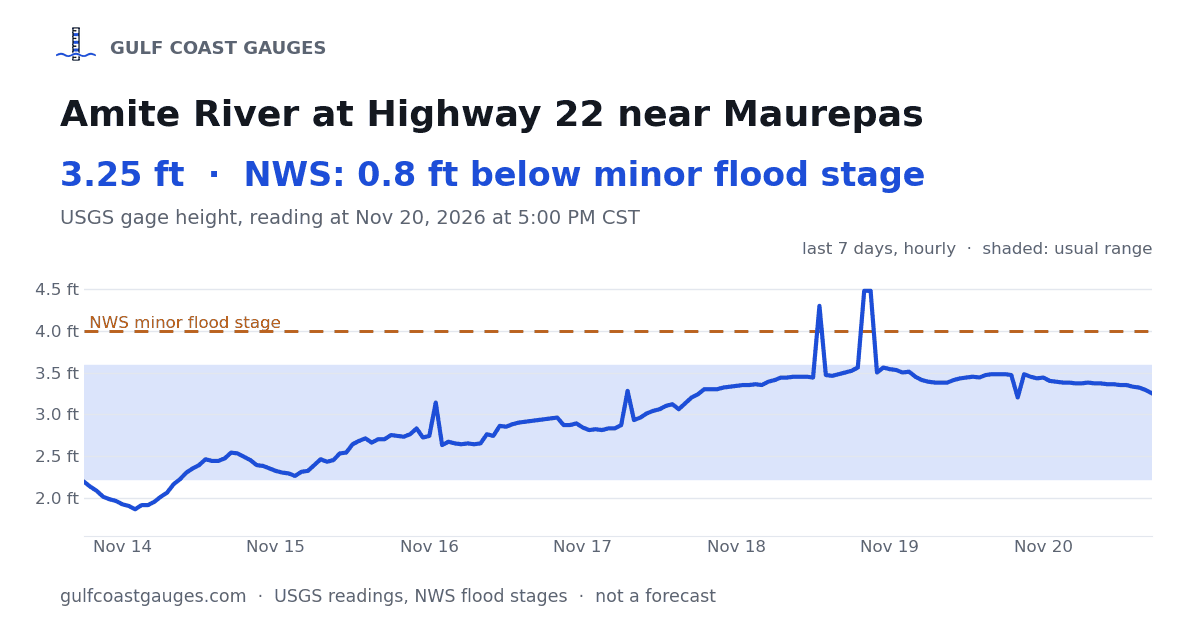 GULF COAST GAUGES
Amite River at Highway 22 near Maurepas
3.25 ft · NWS: 0.8 ft below minor flood stage
USGS gage height, reading at Nov 20, 2026 at 5:00 PM CST
last 7 days, hourly · shaded: usual range
4.5 ft
NWS minor flood stage
4.0 ft
3.5 ft
3.0 ft
2.5 ft
2.0 ft
Nov 14 Nov 15 Nov 16 Nov 17 Nov 18 Nov 19 Nov 20
gulfcoastgauges.com · USGS readings, NWS flood stages · not a forecast